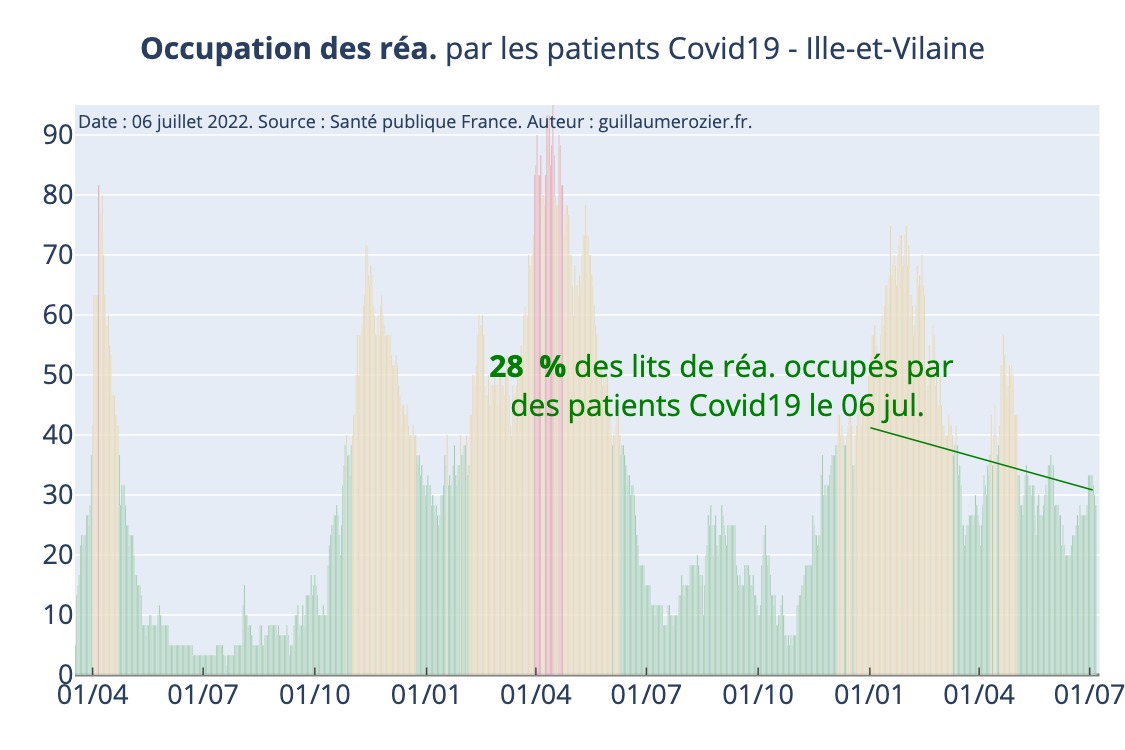 Occupation des réa. par les patients Covid19 - Ille-et-Vilaine
Date : 06 juillet 2022. Source : Santé publique France. Auteur : guillaumerozier.fr.
90
80
70
60
50
40
30
20
10
0
28 % des lits de réa. occupés par
des patients Covid19 le 06 jul.
01/04 01/07 01/10 01/01 01/04 01/07 01/10 01/01 01/04 01/07